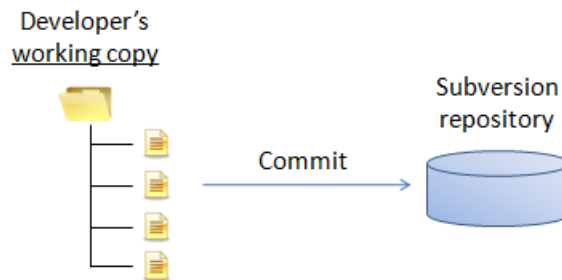 Developer's
working copy
Subversion
repository
Commit